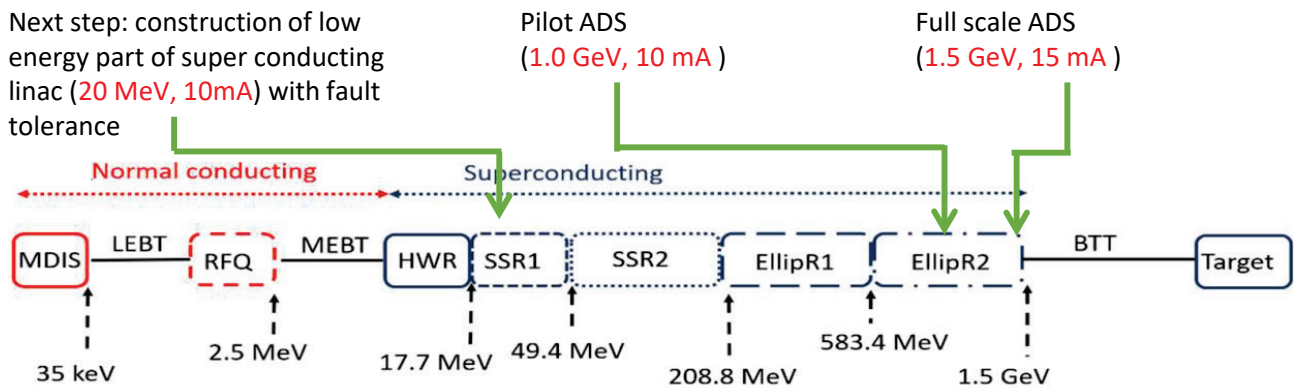 Next step: construction of low
energy part of super conducting
linac (20 MeV, 10mA) with fault
tolerance
Pilot ADS
(1.0 GeV, 10 mA )
Full scale ADS
(1.5 GeV, 15 mA )
Normal conducting
Superconducting
MDIS
LEBT
RFQ
MEBT
HWR
SSR1
SSR2
EllipR1
EllipR2
BTT
Target
35 keV
2.5 MeV
17.7 MeV
49.4 MeV
208.8 MeV
583.4 MeV
1.5 GeV